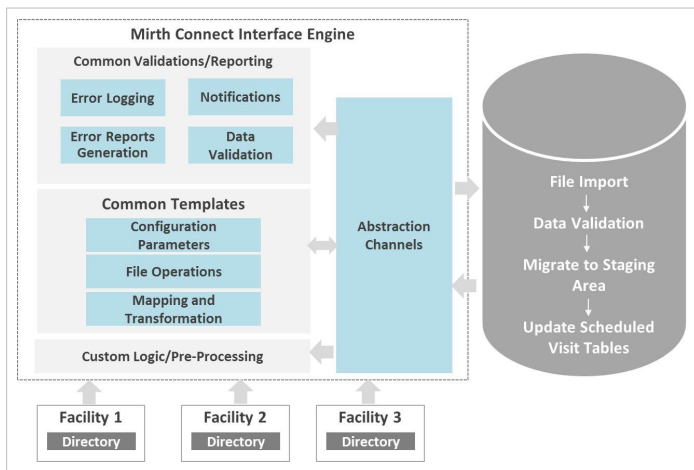 Mirth Connect Interface Engine
Common Validations/Reporting
Error Logging
Notifications
Error Reports
Generation
Data
Validation
Common Templates
Configuration
Parameters
File Operations
Mapping and
Transformation
Custom Logic/Pre-Processing
Abstraction
Channels
File Import
Data Validation
Migrate to Staging
Area
Update Scheduled
Visit Tables
Facility 1
Directory
Facility 2
Directory
Facility 3
Directory